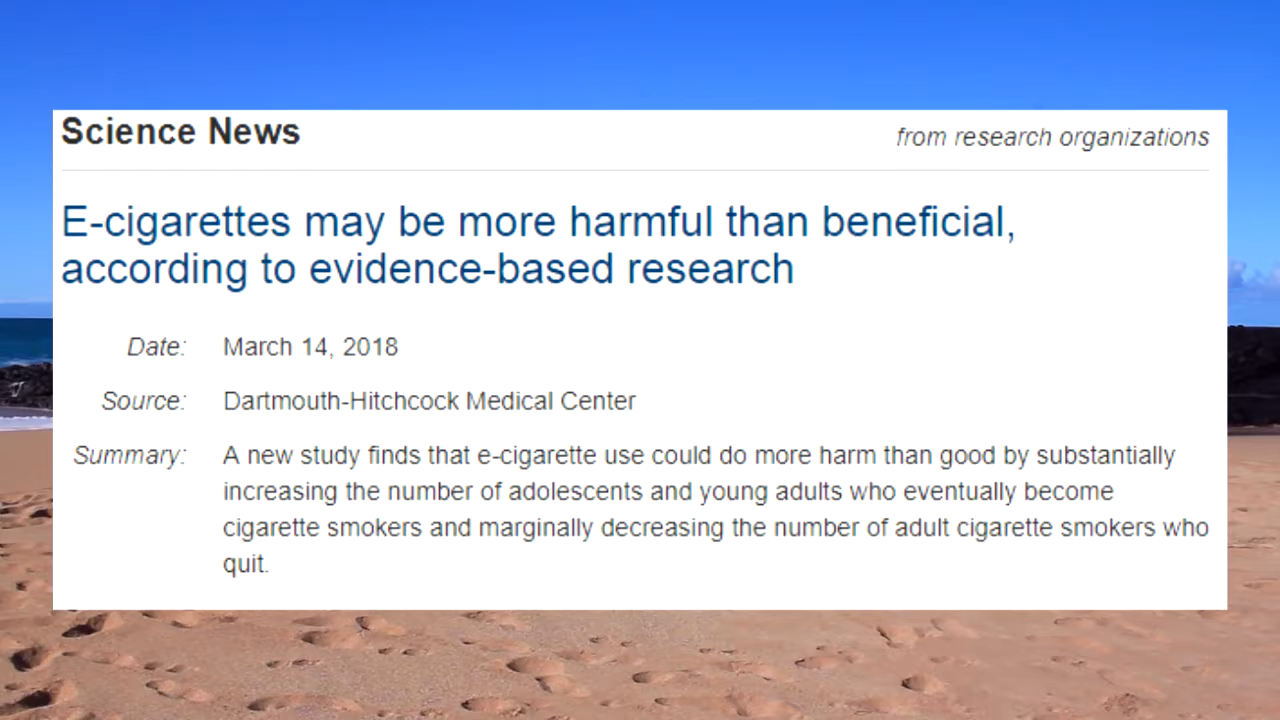 Science News
from research organizations
E-cigarettes may be more harmful than beneficial,
according to evidence-based research
Date: March 14, 2018
Source: Dartmouth-Hitchcock Medical Center
Summary: A new study finds that e-cigarette use could do more harm than good by substantially
increasing the number of adolescents and young adults who eventually become
cigarette smokers and marginally decreasing the number of adult cigarette smokers who
quit.